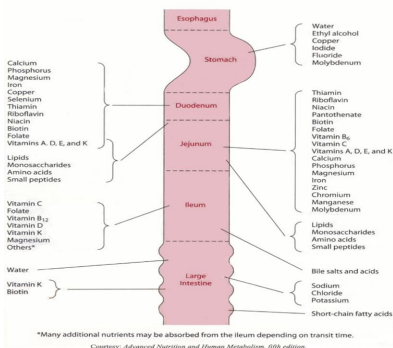 Esophagus
Stomach
Water
Ethyl alcohol
Copper
Iodide
Fluoride
Molybdenum
Calcium
Phosphorus
Magnesium
Iron
Copper
Selenium
Thiamin
Riboflavin
Niacin
Biotin
Folate
Vitamins A, D, E, and K
Duodenum
Lipids
Monosaccharides
Amino acids
Small peptides
Jejunum
Thiamin
Riboflavin
Niacin
Pantothenate
Biotin
Folate
Vitamin B6
Vitamin C
Vitamins A, D, E, and K
Calcium
Phosphorus
Magnesium
Iron
Zinc
Chromium
Manganese
Molybdenum
Lipids
Monosaccharides
Amino acids
Small peptides
Vitamin C
Folate
Vitamin B12
Vitamin D
Vitamin K
Magnesium
Others*
Ileum
Bile salts and acids
Water
Vitamin K
Biotin
Large
Intestine
Sodium
Chloride
Potassium
Short-chain fatty acids
*Many additional nutrients may be absorbed from the ileum depending on transit time.
Courtesy: Advanced Nutrition and Human Metabolism, fifth edition